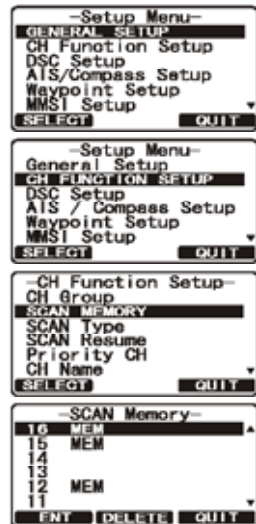 -Setup Menu-
GENERAL SETUP
CH Function Setup
DSC Setup
AIS/Compass Setup
Waypoint Setup
MMSI Setup
SELECT QUIT
-Setup Menu-
General Setup
CH FUNCTION SETUP
DSC Setup
AIS / Compass Setup
Waypoint Setup
MMSI Setup
SELECT QUIT
-CH Function Setup-
CH Group
SCAN MEMORY
SCAN Type
SCAN Resume
Priority CH
CH Name
SELECT QUIT
-SCAN Memory-
16 MEM
15 MEM
14
13
12 MEM
11
ENT DELETE QUIT